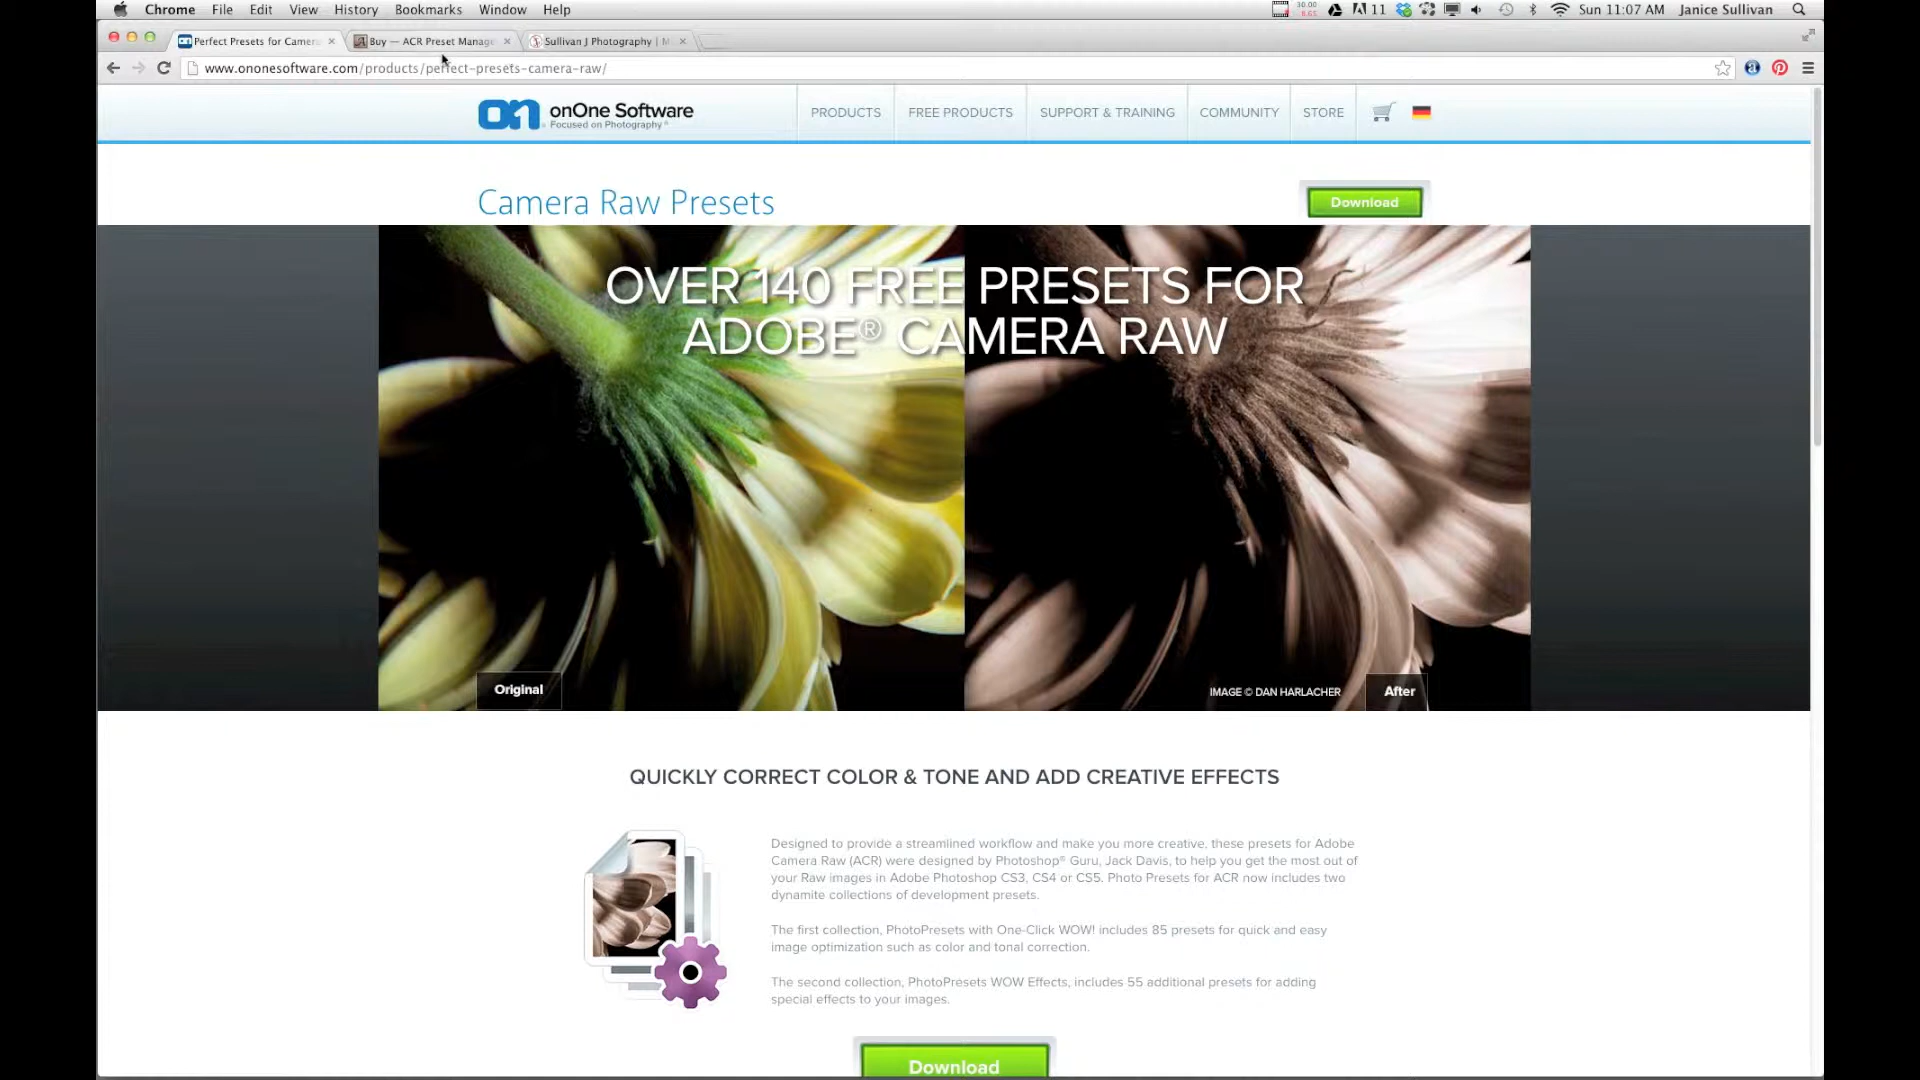 Chrome File Edit View History Bookmarks Window Help 30.00 11 Sun 11:07 AM Janice Sullivan
Perfect Presets for Camera Buy — ACR Preset Manage Sullivan J Photography | M
www.ononesoftware.com/products/perfect-presets-camera-raw/
on onOne Software
Focused on Photography
PRODUCTS FREE PRODUCTS SUPPORT & TRAINING COMMUNITY STORE
Camera Raw Presets
Download
OVER 140 FREE PRESETS FOR
ADOBE® CAMERA RAW
Original
IMAGE © DAN HARLACHER
After
QUICKLY CORRECT COLOR & TONE AND ADD CREATIVE EFFECTS
Designed to provide a streamlined workflow and make you more creative, these presets for Adobe
Camera Raw (ACR) were designed by Photoshop® Guru, Jack Davis, to help you get the most out of
your Raw images in Adobe Photoshop CS3, CS4 or CS5. Photo Presets for ACR now includes two
dynamite collections of development presets.
The first collection, PhotoPresets with One-Click WOW! includes 85 presets for quick and easy
image optimization such as color and tonal correction.
The second collection, PhotoPresets WOW Effects, includes 55 additional presets for adding
special effects to your images.
Download